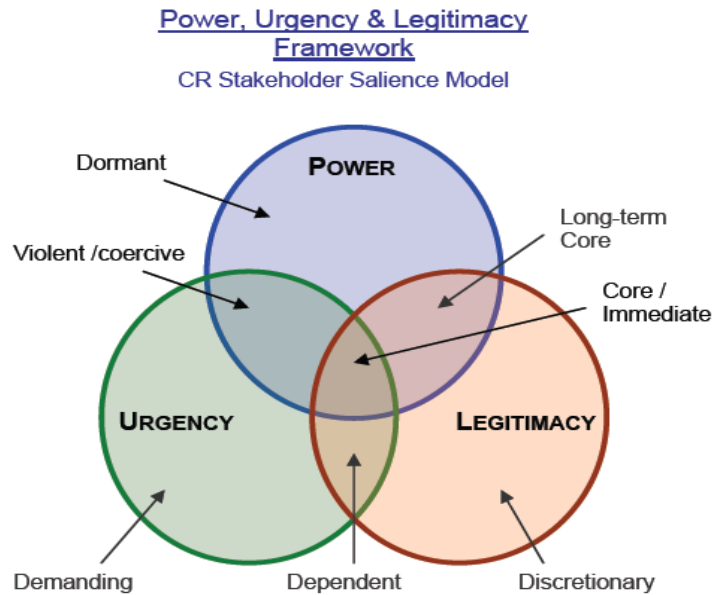 Power, Urgency & Legitimacy
Framework
CR Stakeholder Salience Model
POWER
Dormant
Long-term
Core
Violent /coercive
Core /
Immediate
URGENCY
LEGITIMACY
Demanding
Dependent
Discretionary